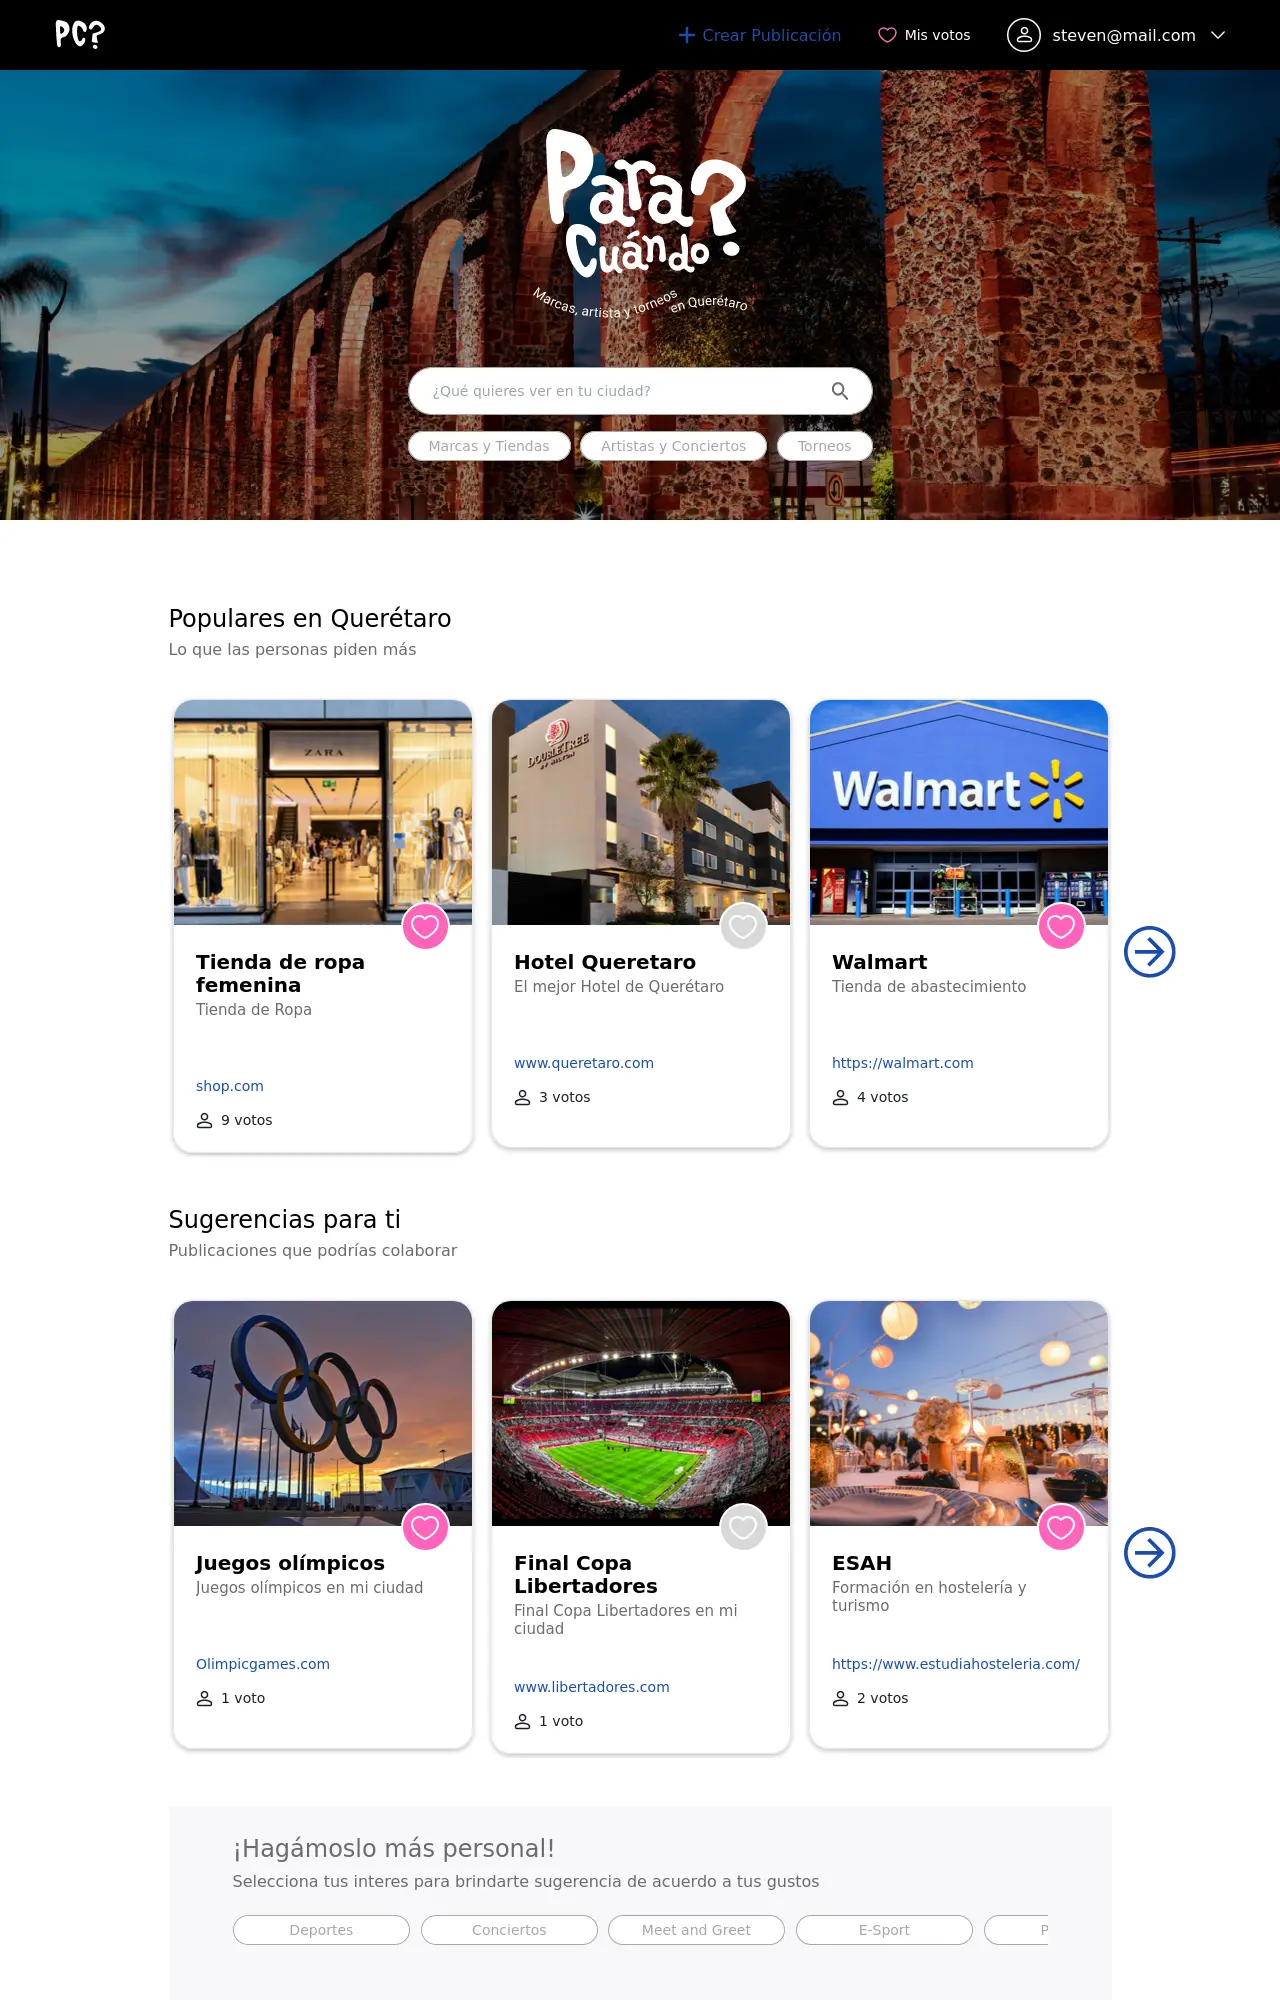 PC?
Crear Publicación
Mis votos
steven@mail.com
Para
Cuándo?
Marcas, artista y torneos en Querétaro
¿Qué quieres ver en tu ciudad?
Marcas y Tiendas
Artistas y Conciertos
Torneos
Populares en Querétaro
Lo que las personas piden más
ZARA
DOUBLETREE
BY HILTON
Walmart
Tienda de ropa
femenina
Tienda de Ropa
shop.com
9 votos
Hotel Queretaro
El mejor Hotel de Querétaro
www.queretaro.com
3 votos
Walmart
Tienda de abastecimiento
https://walmart.com
4 votos
Sugerencias para ti
Publicaciones que podrías colaborar
Juegos olímpicos
Juegos olímpicos en mi ciudad
Olimpicgames.com
1 voto
Final Copa
Libertadores
Final Copa Libertadores en mi
ciudad
www.libertadores.com
1 voto
ESAH
Formación en hostelería y
turismo
https://www.estudiahosteleria.com/
2 votos
¡Hagámoslo más personal!
Selecciona tus interes para brindarte sugerencia de acuerdo a tus gustos
Deportes
Conciertos
Meet and Greet
E-Sport
P